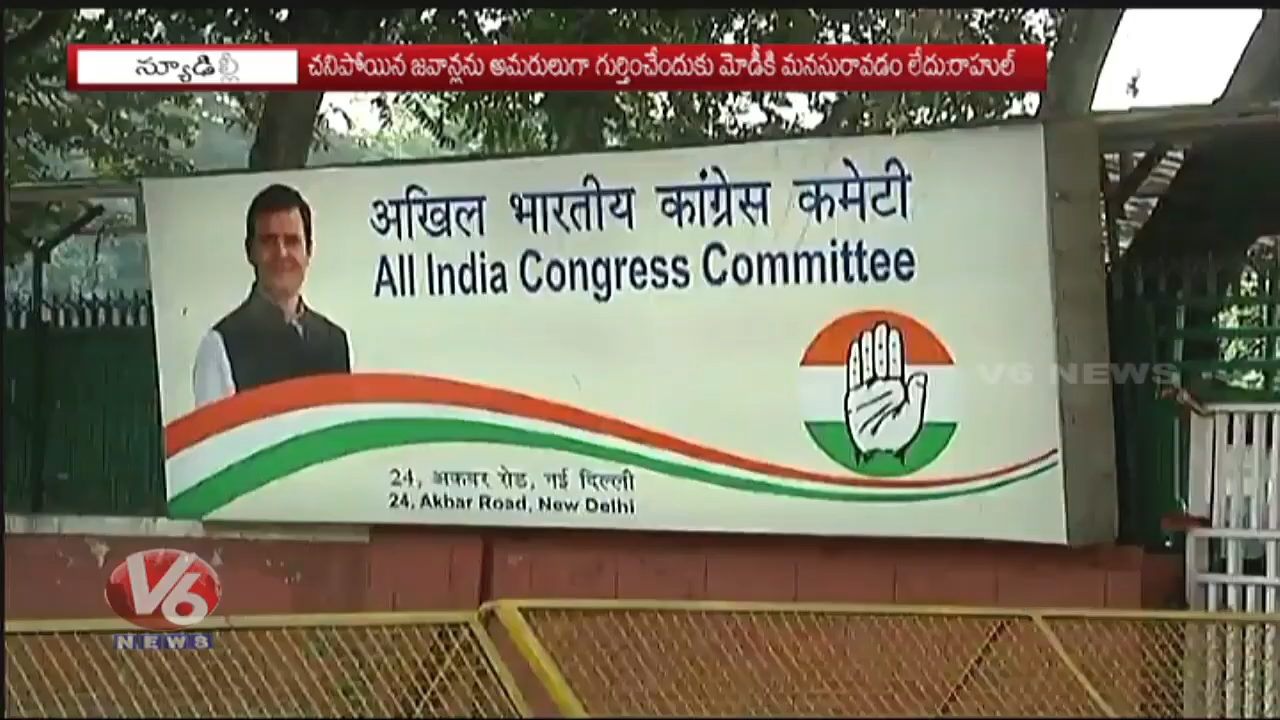 న్యూఢిల్లీ
చనిపోయిన జవాన్లను అమరులుగా గుర్తించేందుకు మోడీకి మనసురావడం లేదు:రాహుల్
अखिल भारतीय कांग्रेस कमेटी
All India Congress Committee
V6 NEWS
24, अकबर रोड, नई दिल्ली
24, Akbar Road, New Delhi
V6
NEWS